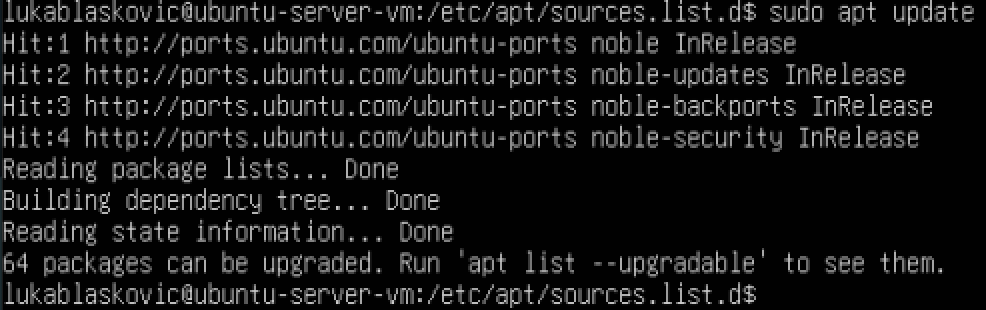 lukablaskovic@ubuntu-server-vm:/etc/apt/sources.list.d$ sudo apt update
Hit:1 http://ports.ubuntu.com/ubuntu-ports noble InRelease
Hit:2 http://ports.ubuntu.com/ubuntu-ports noble-updates InRelease
Hit:3 http://ports.ubuntu.com/ubuntu-ports noble-backports InRelease
Hit:4 http://ports.ubuntu.com/ubuntu-ports noble-security InRelease
Reading package lists... Done
Building dependency tree... Done
Reading state information... Done
64 packages can be upgraded. Run 'apt list --upgradable' to see them.
lukablaskovic@ubuntu-server-vm:/etc/apt/sources.list.d$